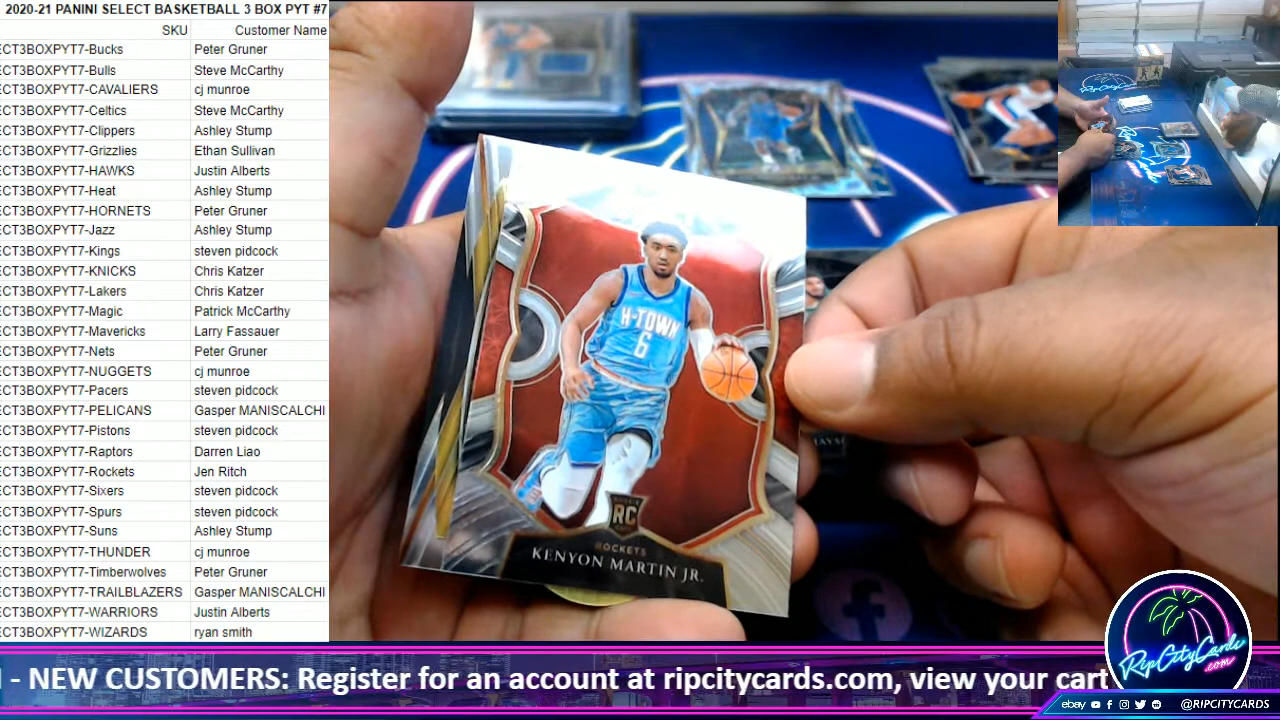 2020-21 PANINI SELECT BASKETBALL 3 BOX PYT #7
SKU Customer Name
ECT3BOXPYT7-Bucks Peter Gruner
ECT3BOXPYT7-Bulls Steve McCarthy
ECT3BOXPYT7-CAVALIERS cj munroe
ECT3BOXPYT7-Celtics Steve McCarthy
ECT3BOXPYT7-Clippers Ashley Stump
ECT3BOXPYT7-Grizzlies Ethan Sullivan
ECT3BOXPYT7-HAWKS Justin Alberts
ECT3BOXPYT7-Heat Ashley Stump
ECT3BOXPYT7-HORNETS Peter Gruner
ECT3BOXPYT7-Jazz Ashley Stump
ECT3BOXPYT7-Kings steven pidcock
ECT3BOXPYT7-KNICKS Chris Katzer
ECT3BOXPYT7-Lakers Chris Katzer
ECT3BOXPYT7-Magic Patrick McCarthy
ECT3BOXPYT7-Mavericks Larry Fassauer
ECT3BOXPYT7-Nets Peter Gruner
ECT3BOXPYT7-NUGGETS cj munroe
ECT3BOXPYT7-Pacers steven pidcock
ECT3BOXPYT7-PELICANS Gasper MANISCALCHI
ECT3BOXPYT7-Pistons steven pidcock
ECT3BOXPYT7-Raptors Darren Liao
ECT3BOXPYT7-Rockets Jen Ritch
ECT3BOXPYT7-Sixers steven pidcock
ECT3BOXPYT7-Spurs steven pidcock
ECT3BOXPYT7-Suns Ashley Stump
ECT3BOXPYT7-THUNDER cj munroe
ECT3BOXPYT7-Timberwolves Peter Gruner
ECT3BOXPYT7-TRAILBLAZERS Gasper MANISCALCHI
ECT3BOXPYT7-WARRIORS Justin Alberts
ECT3BOXPYT7-WIZARDS ryan smith
H-TOWN
6
RC
ROCKETS
KENYON MARTIN JR.
- NEW CUSTOMERS: Register for an account at ripcitycards.com, view your cart
RipCityCards
.com
ebay @RIPCITYCARDS